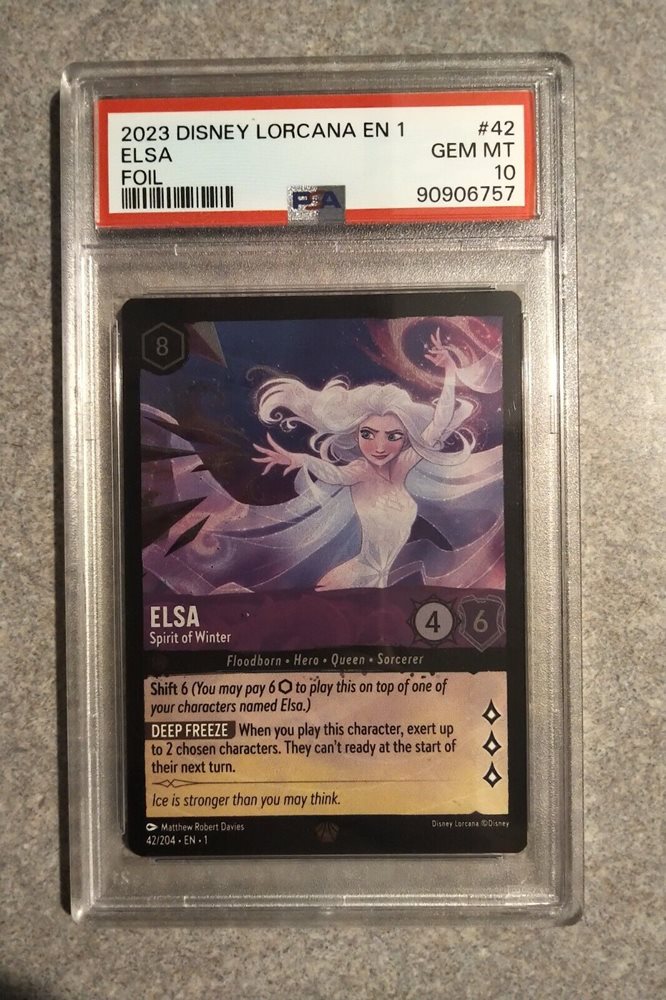 2023 DISNEY LORCANA EN 1 #42
ELSA GEM MT
FOIL 10
PSA 90906757
8
ELSA
Spirit of Winter
4 6
Floodborn • Hero • Queen • Sorcerer
Shift 6 (You may pay 6 ⬡ to play this on top of one of
your characters named Elsa.)
DEEP FREEZE When you play this character, exert up
to 2 chosen characters. They can't ready at the start of
their next turn.
Ice is stronger than you may think.
Matthew Robert Davies Disney Lorcana ©Disney
42/204 • EN • 1